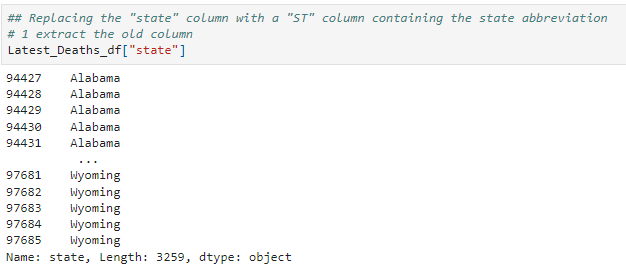 ## Replacing the "state" column with a "ST" column containing the state abbreviation
# 1 extract the old column
Latest_Deaths_df["state"]
94427    Alabama
94428    Alabama
94429    Alabama
94430    Alabama
94431    Alabama
...
97681    Wyoming
97682    Wyoming
97683    Wyoming
97684    Wyoming
97685    Wyoming
Name: state, Length: 3259, dtype: object